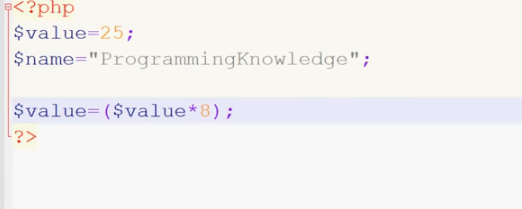 <?php
$value=25;
$name="ProgrammingKnowledge";
$value=($value*8);
?>